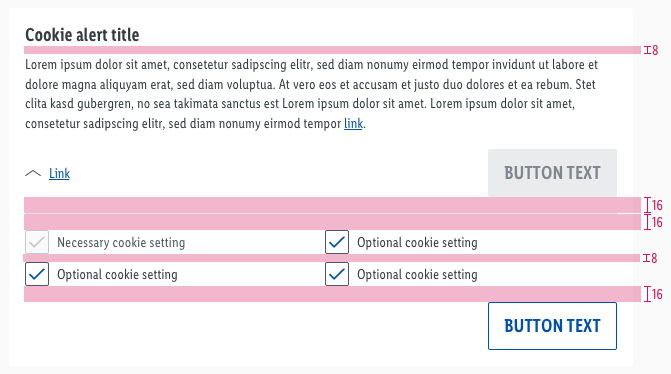 Cookie alert title
8
Lorem ipsum dolor sit amet, consetetur sadipscing elitr, sed diam nonumy eirmod tempor invidunt ut labore et
dolore magna aliquyam erat, sed diam voluptua. At vero eos et accusam et justo duo dolores et ea rebum. Stet
clita kasd gubergren, no sea takimata sanctus est Lorem ipsum dolor sit amet. Lorem ipsum dolor sit amet,
consetetur sadipscing elitr, sed diam nonumy eirmod tempor link.
Link
BUTTON TEXT
16
16
Necessary cookie setting
Optional cookie setting
8
Optional cookie setting
Optional cookie setting
16
BUTTON TEXT